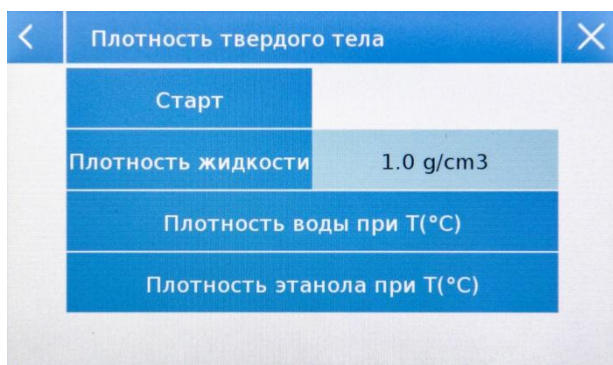 Плотность твердого тела
Старт
Плотность жидкости 1.0 g/cm3
Плотность воды при T(°C)
Плотность этанола при T(°C)